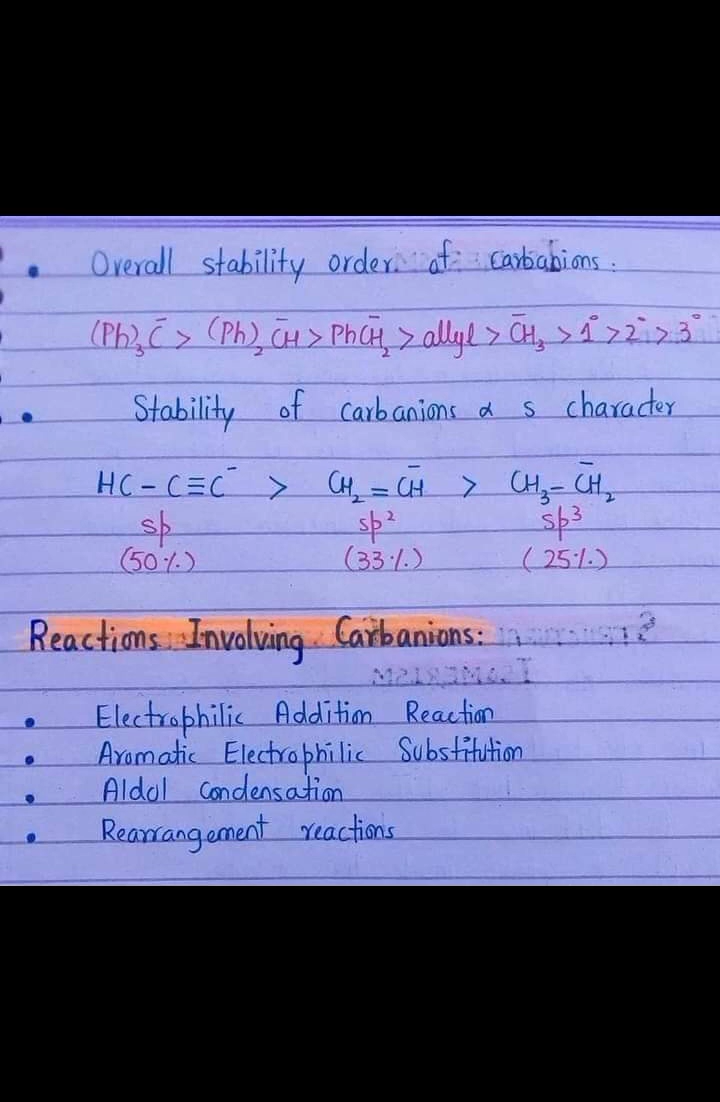 • Overall stability order of carbabions :
(Ph)₃C̄ > (Ph)₂C̄H > PhC̄H₂ > allyl > C̄H₃ > 1° > 2° > 3°
• Stability of carbanions α s character
HC – C ≡ C⁻ > CH₂ = C̄H > CH₃ – C̄H₂
sp sp² sp³
(50%) (33%) (25%)
Reactions Involving Carbanions:
• Electrophilic Addition Reaction
• Aromatic Electrophilic Substitution
• Aldol Condensation
• Rearrangement reactions